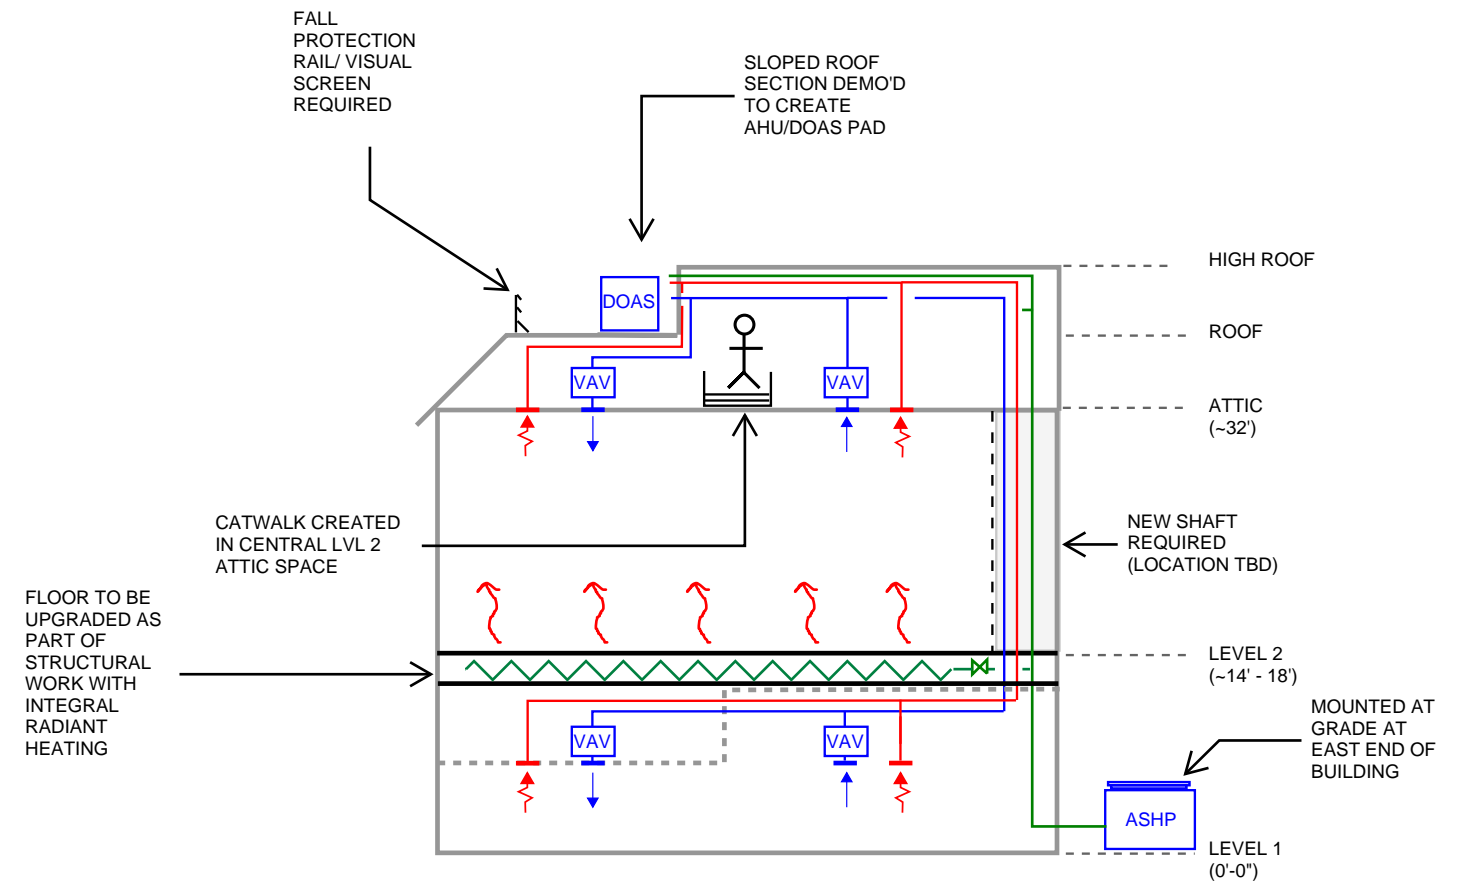 FALL
PROTECTION
RAIL/ VISUAL
SCREEN
REQUIRED
SLOPED ROOF
SECTION DEMO'D
TO CREATE
AHU/DOAS PAD
HIGH ROOF
DOAS
ROOF
VAV
VAV
ATTIC
(~32')
CATWALK CREATED
IN CENTRAL LVL 2
ATTIC SPACE
NEW SHAFT
REQUIRED
(LOCATION TBD)
FLOOR TO BE
UPGRADED AS
PART OF
STRUCTURAL
WORK WITH
INTEGRAL
RADIANT
HEATING
LEVEL 2
(~14' - 18')
VAV
VAV
MOUNTED AT
GRADE AT
EAST END OF
BUILDING
ASHP
LEVEL 1
(0'-0")